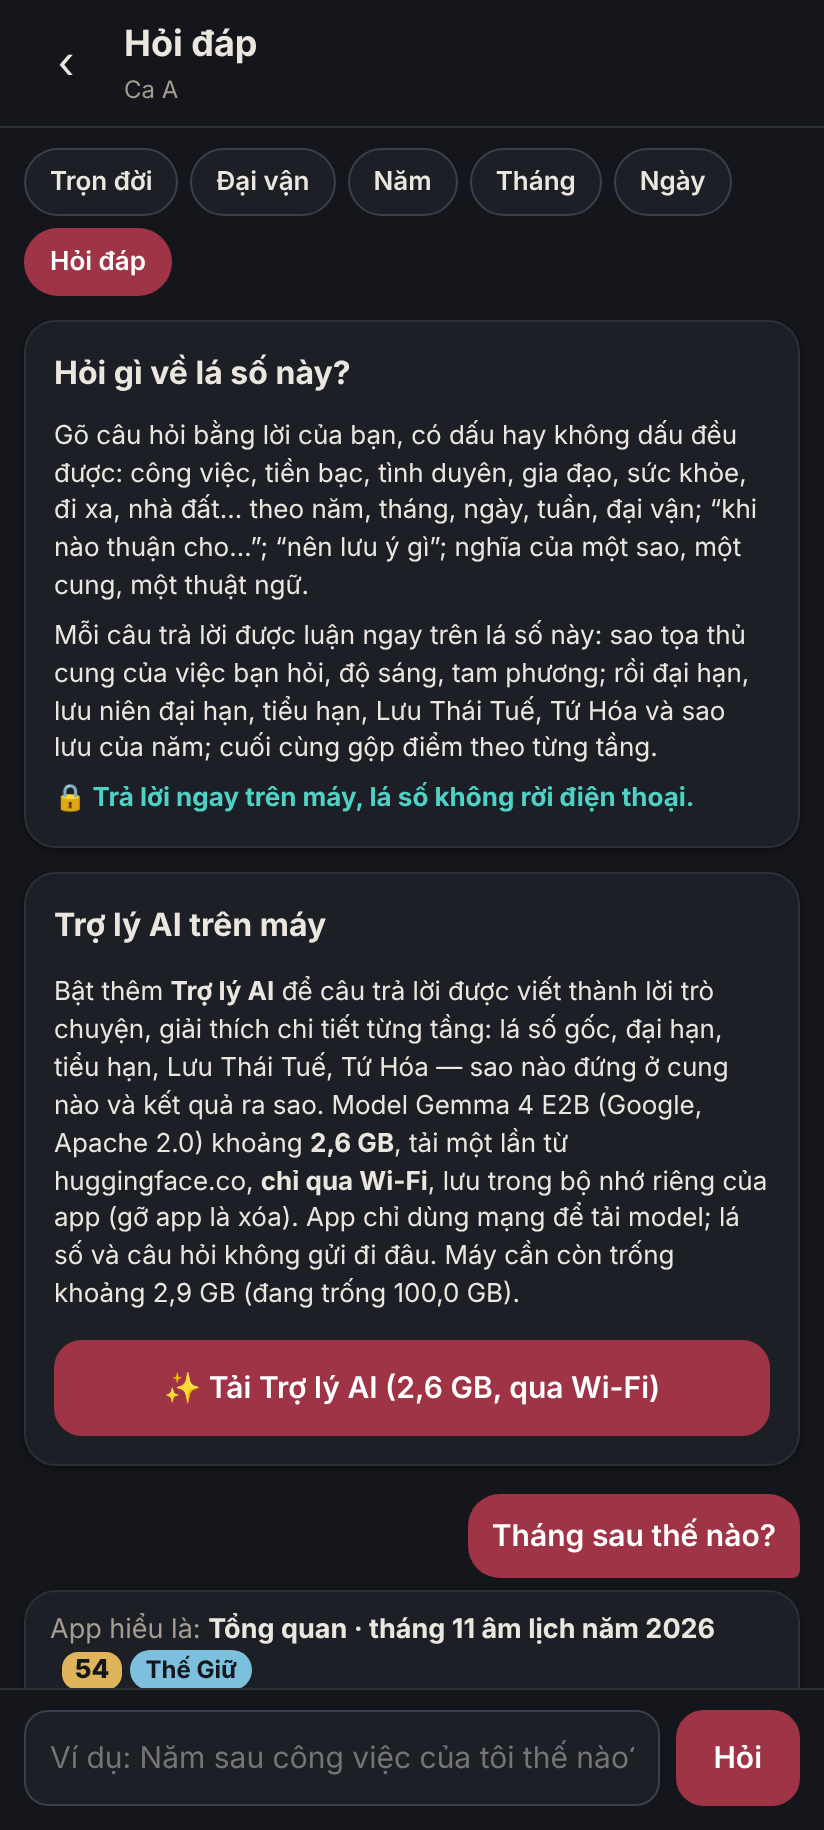 Hỏi đáp
Ca A
Trọn đời
Đại vận
Năm
Tháng
Ngày
Hỏi đáp
Hỏi gì về lá số này?
Gõ câu hỏi bằng lời của bạn, có dấu hay không dấu đều
được: công việc, tiền bạc, tình duyên, gia đạo, sức khỏe,
đi xa, nhà đất… theo năm, tháng, ngày, tuần, đại vận; “khi
nào thuận cho…”; “nên lưu ý gì”; nghĩa của một sao, một
cung, một thuật ngữ.
Mỗi câu trả lời được luận ngay trên lá số này: sao tọa thủ
cung của việc bạn hỏi, độ sáng, tam phương; rồi đại hạn,
lưu niên đại hạn, tiểu hạn, Lưu Thái Tuế, Tứ Hóa và sao
lưu của năm; cuối cùng gộp điểm theo từng tầng.
🔒 Trả lời ngay trên máy, lá số không rời điện thoại.
Trợ lý AI trên máy
Bật thêm Trợ lý AI để câu trả lời được viết thành lời trò
chuyện, giải thích chi tiết từng tầng: lá số gốc, đại hạn,
tiểu hạn, Lưu Thái Tuế, Tứ Hóa — sao nào đứng ở cung
nào và kết quả ra sao. Model Gemma 4 E2B (Google,
Apache 2.0) khoảng 2,6 GB, tải một lần từ
huggingface.co, chỉ qua Wi-Fi, lưu trong bộ nhớ riêng của
app (gỡ app là xóa). App chỉ dùng mạng để tải model; lá
số và câu hỏi không gửi đi đâu. Máy cần còn trống
khoảng 2,9 GB (đang trống 100,0 GB).
✨ Tải Trợ lý AI (2,6 GB, qua Wi-Fi)
Tháng sau thế nào?
App hiểu là: Tổng quan · tháng 11 âm lịch năm 2026
54 Thế Giữ
Ví dụ: Năm sau công việc của tôi thế nào?
Hỏi